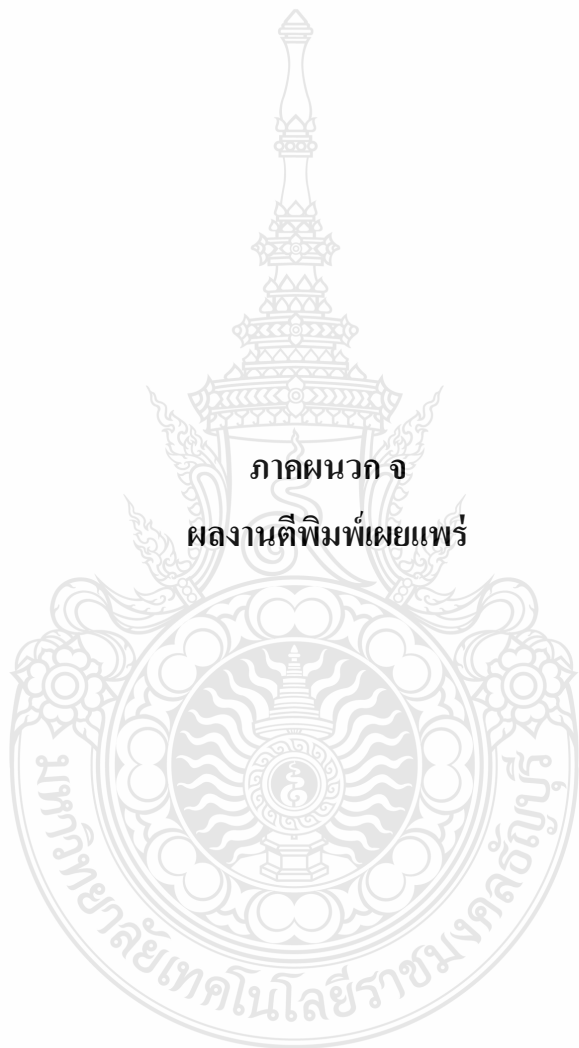 ภาคผนวก จ
ผลงานตีพิมพ์เผยแพร่
มหาวิทยาลัยเทคโนโลยีราชมงคลธัญบุรี